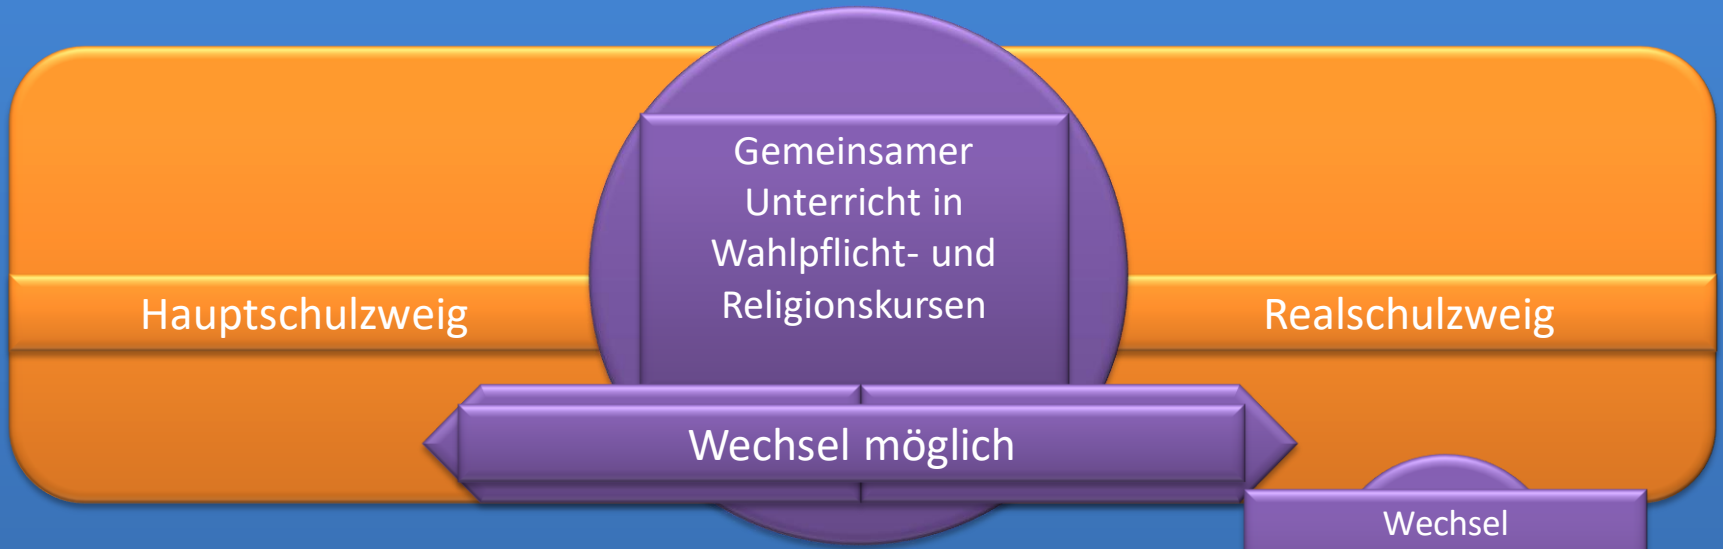 Gemeinsamer
Unterricht in
Wahlpflicht- und
Religionskursen
Hauptschulzweig
Realschulzweig
Wechsel möglich
Wechsel